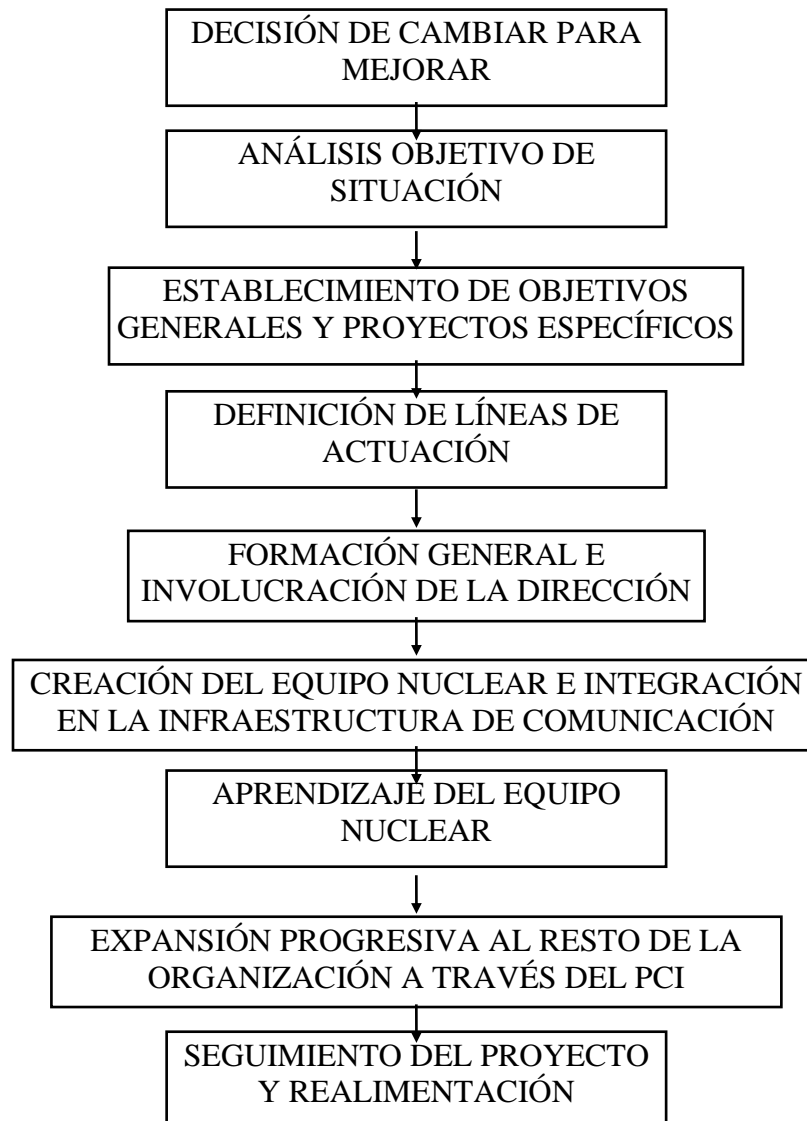 DECISIÓN DE CAMBIAR PARA
MEJORAR
ANÁLISIS OBJETIVO DE
SITUACIÓN
ESTABLECIMIENTO DE OBJETIVOS
GENERALES Y PROYECTOS ESPECÍFICOS
DEFINICIÓN DE LÍNEAS DE
ACTUACIÓN
FORMACIÓN GENERAL E
INVOLUCRACIÓN DE LA DIRECCIÓN
CREACIÓN DEL EQUIPO NUCLEAR E INTEGRACIÓN
EN LA INFRAESTRUCTURA DE COMUNICACIÓN
APRENDIZAJE DEL EQUIPO
NUCLEAR
EXPANSIÓN PROGRESIVA AL RESTO DE LA
ORGANIZACIÓN A TRAVÉS DEL PCI
SEGUIMIENTO DEL PROYECTO
Y REALIMENTACIÓN